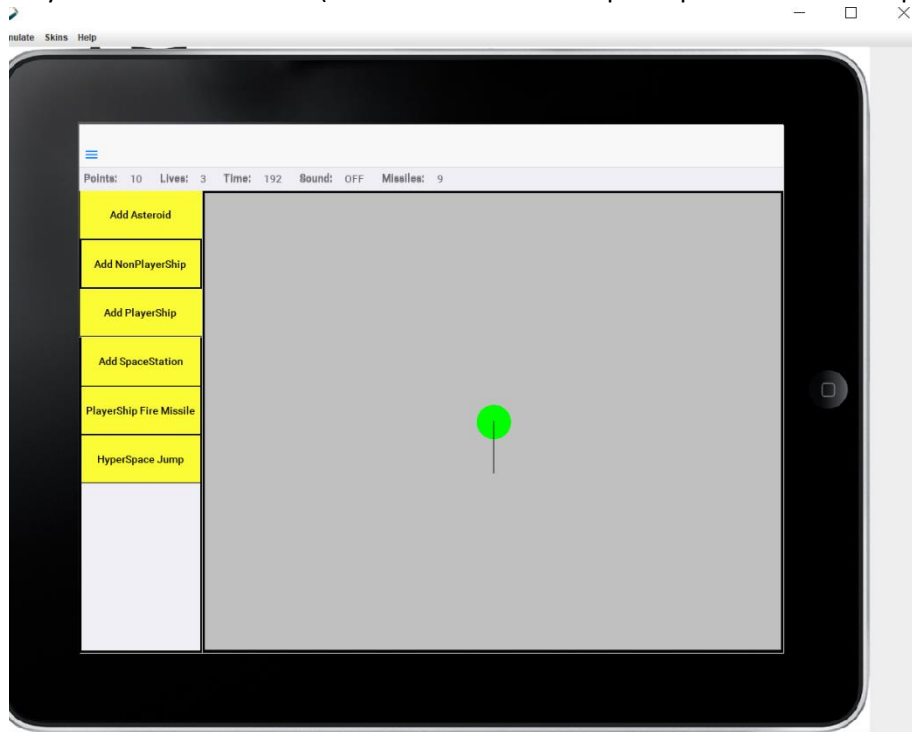 mulate Skins Help
Points: 10 Lives: 3 Time: 192 Sound: OFF Missiles: 9
Add Asteroid
Add NonPlayerShip
Add PlayerShip
Add SpaceStation
PlayerShip Fire Missile
HyperSpace Jump